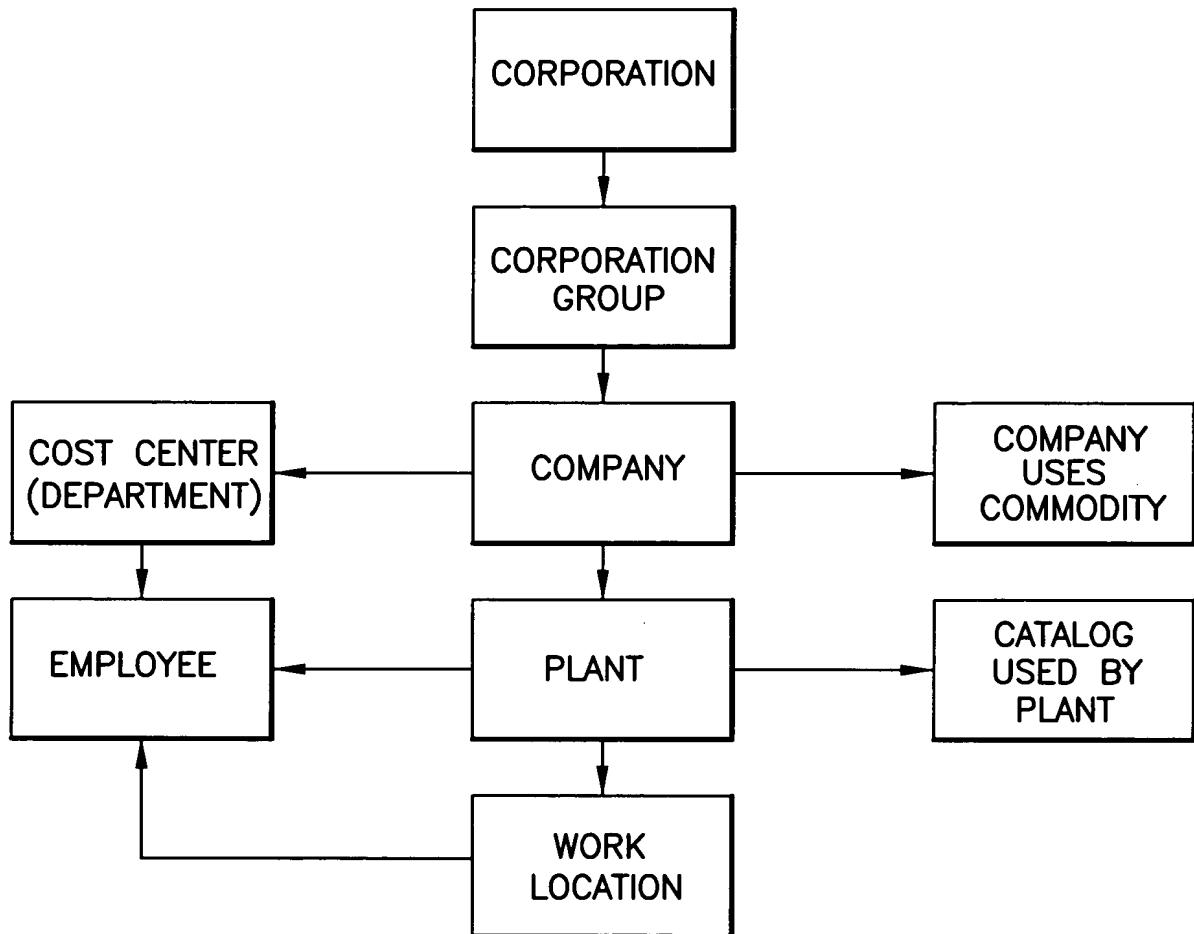 CORPORATION
CORPORATION
GROUP
COST CENTER
(DEPARTMENT)
COMPANY
COMPANY
USES
COMMODITY
EMPLOYEE
PLANT
CATALOG
USED BY
PLANT
WORK
LOCATION